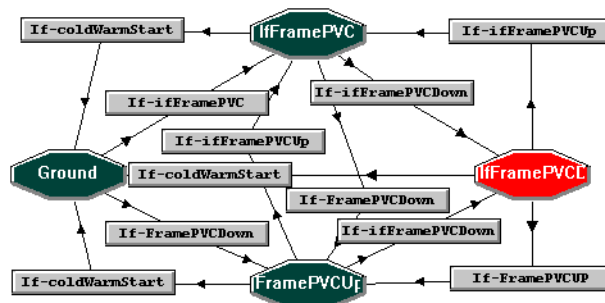 If-coldWarmStart
IfFramePVC
If-ifFramePVCUp
If-ifFramePVC
If-ifFramePVCDown
If-ifFramePVCUp
Ground
If-coldWarmStart
IfFramePVCD
If-FramePVCDown
If-FramePVCDown
If-ifFramePVCDown
If-coldWarmStart
FramePVCUp
If-FramePVCUP